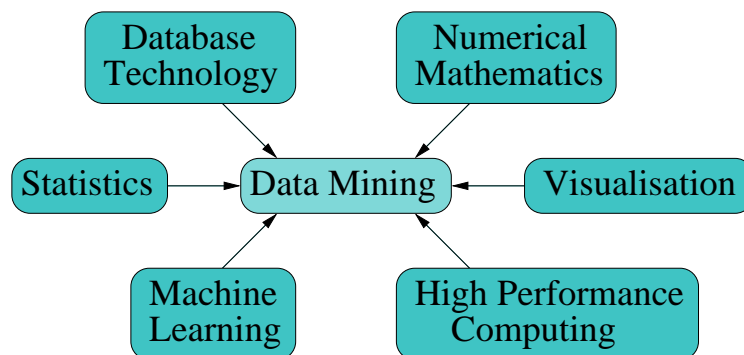 Database
Technology
Numerical
Mathematics
Statistics
Data Mining
Visualisation
Machine
Learning
High Performance
Computing